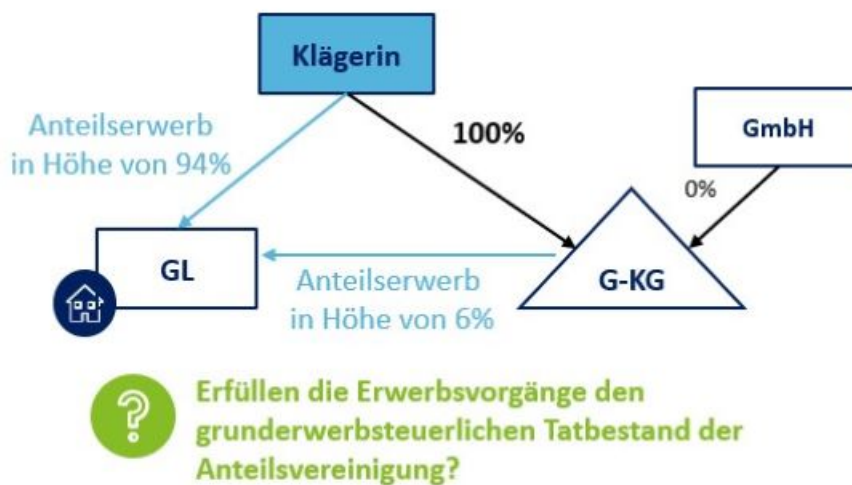 Klägerin
Anteilserwerb
in Höhe von 94%
100%
GmbH
0%
GL
G-KG
Anteilserwerb
in Höhe von 6%
?
Erfüllen die Erwerbsvorgänge den
grunderwerbsteuerlichen Tatbestand der
Anteilsvereinigung?